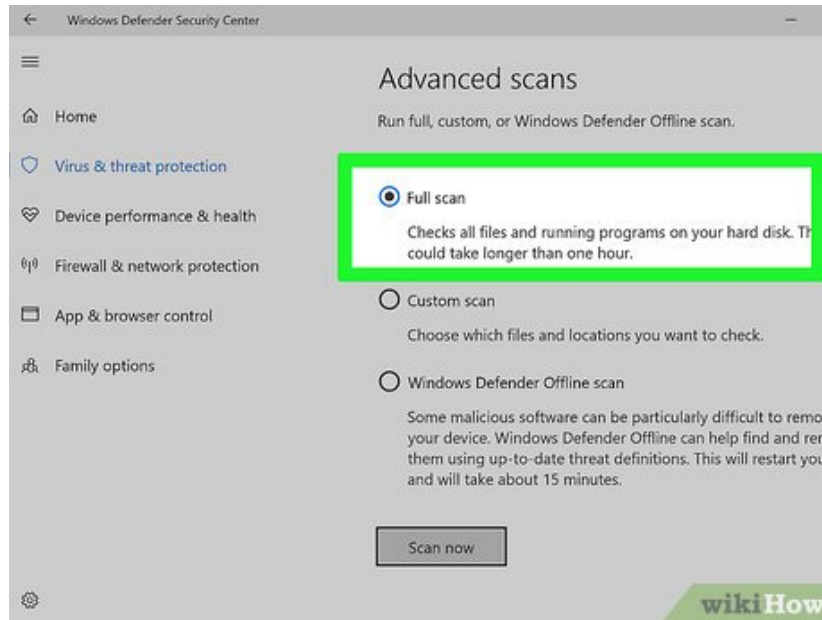 Windows Defender Security Center
Home
Virus & threat protection
Device performance & health
Firewall & network protection
App & browser control
Family options
Advanced scans
Run full, custom, or Windows Defender Offline scan.
Full scan
Checks all files and running programs on your hard disk. Th
could take longer than one hour.
Custom scan
Choose which files and locations you want to check.
Windows Defender Offline scan
Some malicious software can be particularly difficult to remo
your device. Windows Defender Offline can help find and rem
them using up-to-date threat definitions. This will restart you
and will take about 15 minutes.
Scan now
wikiHow